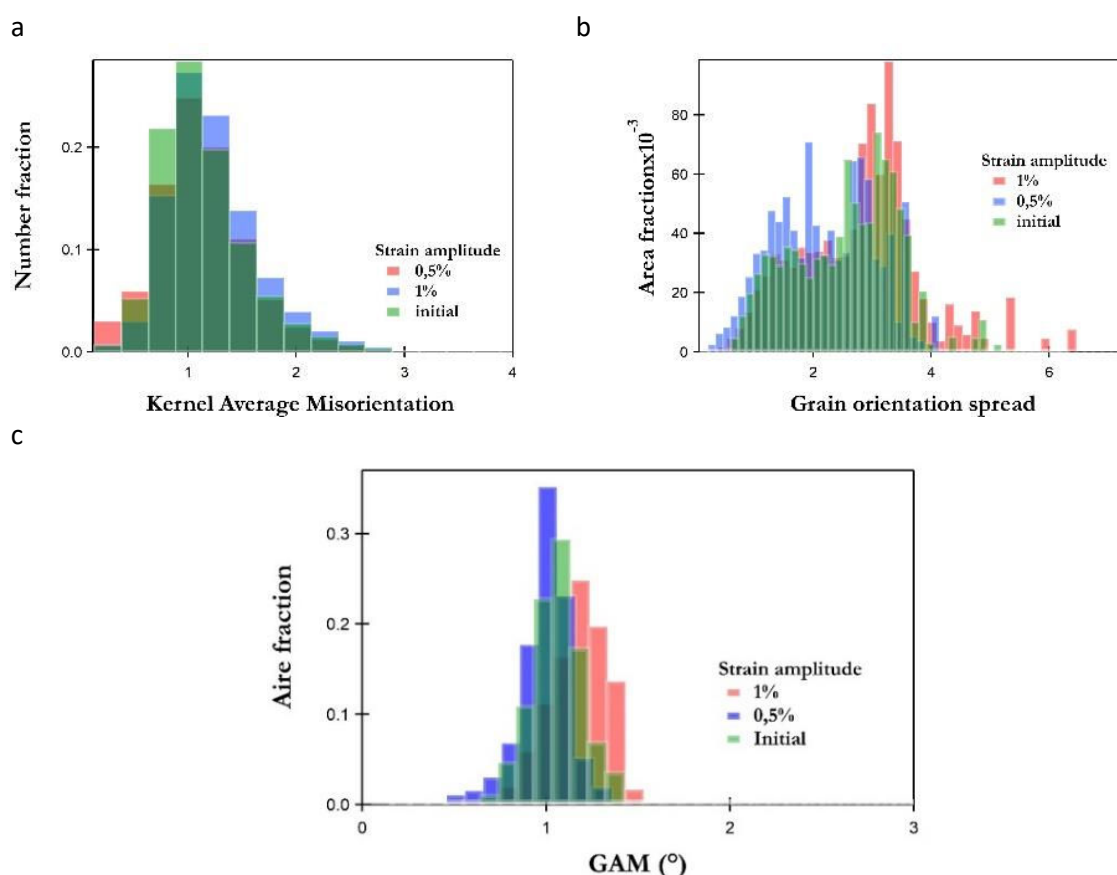 a
Number fraction
0.2
0.1
0.0
1
2
3
4
Kernel Average Misorientation
Strain amplitude
0,5%
1%
initial
b
Area fractionx10⁻³
80
60
40
20
0
2
4
6
Grain orientation spread
Strain amplitude
1%
0,5%
initial
c
Aire fraction
0.3
0.2
0.1
0.0
0
1
2
3
GAM (°)
Strain amplitude
1%
0,5%
Initial